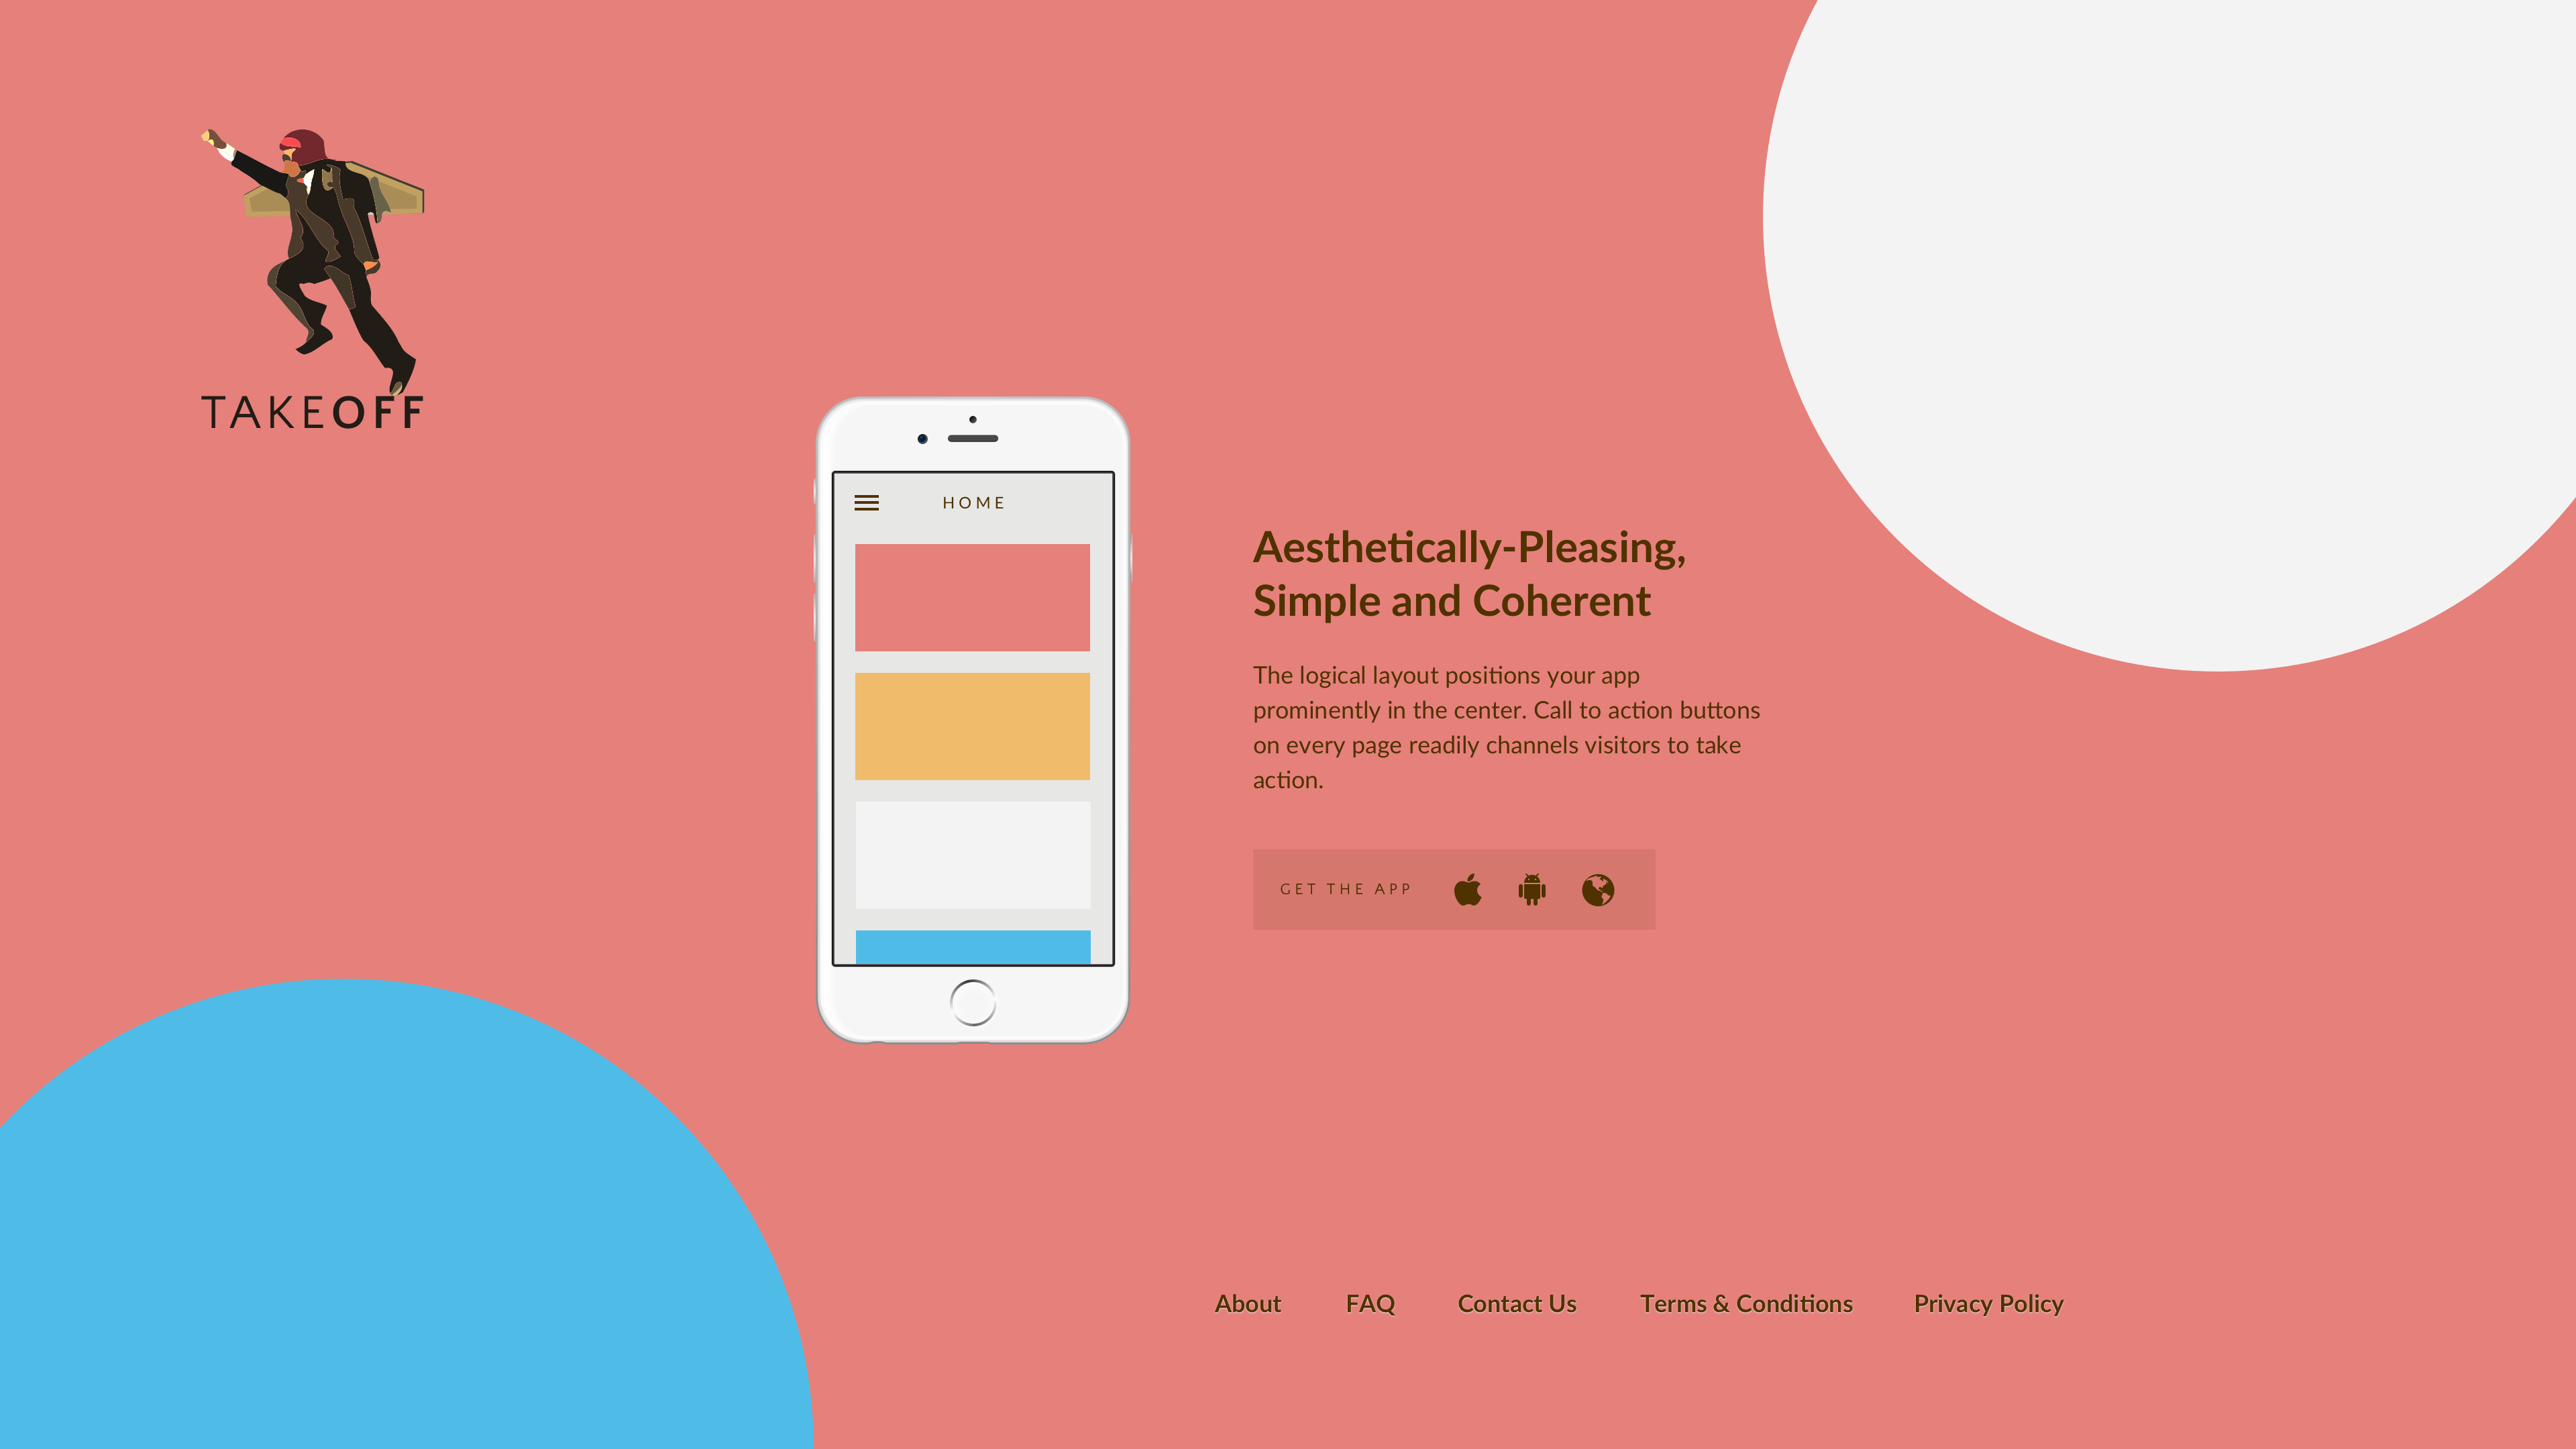 TAKEOFF
HOME
Aesthetically-Pleasing,
Simple and Coherent
The logical layout positions your app
prominently in the center. Call to action buttons
on every page readily channels visitors to take
action.
GET THE APP
About FAQ Contact Us Terms & Conditions Privacy Policy